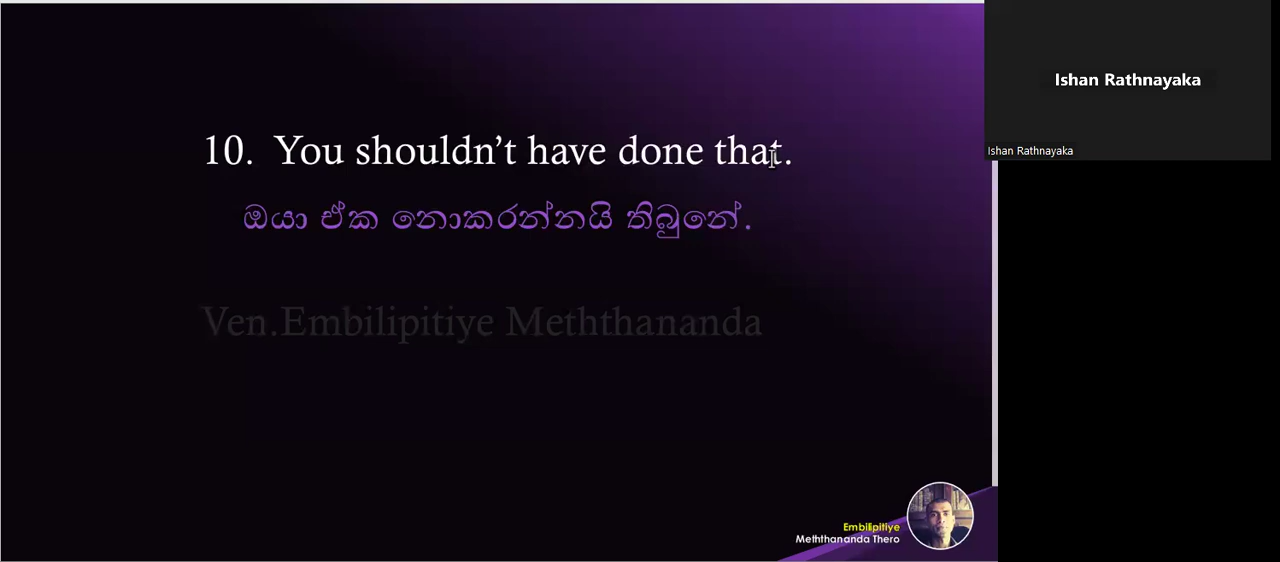 Ishan Rathnayaka
Ishan Rathnayaka
10. You shouldn’t have done that.
ඔයා ඒක නොකරන්නයි තිබුනේ.
Ven.Embilipitiye Meththananda
Embilipitiye
Meththananda Thero